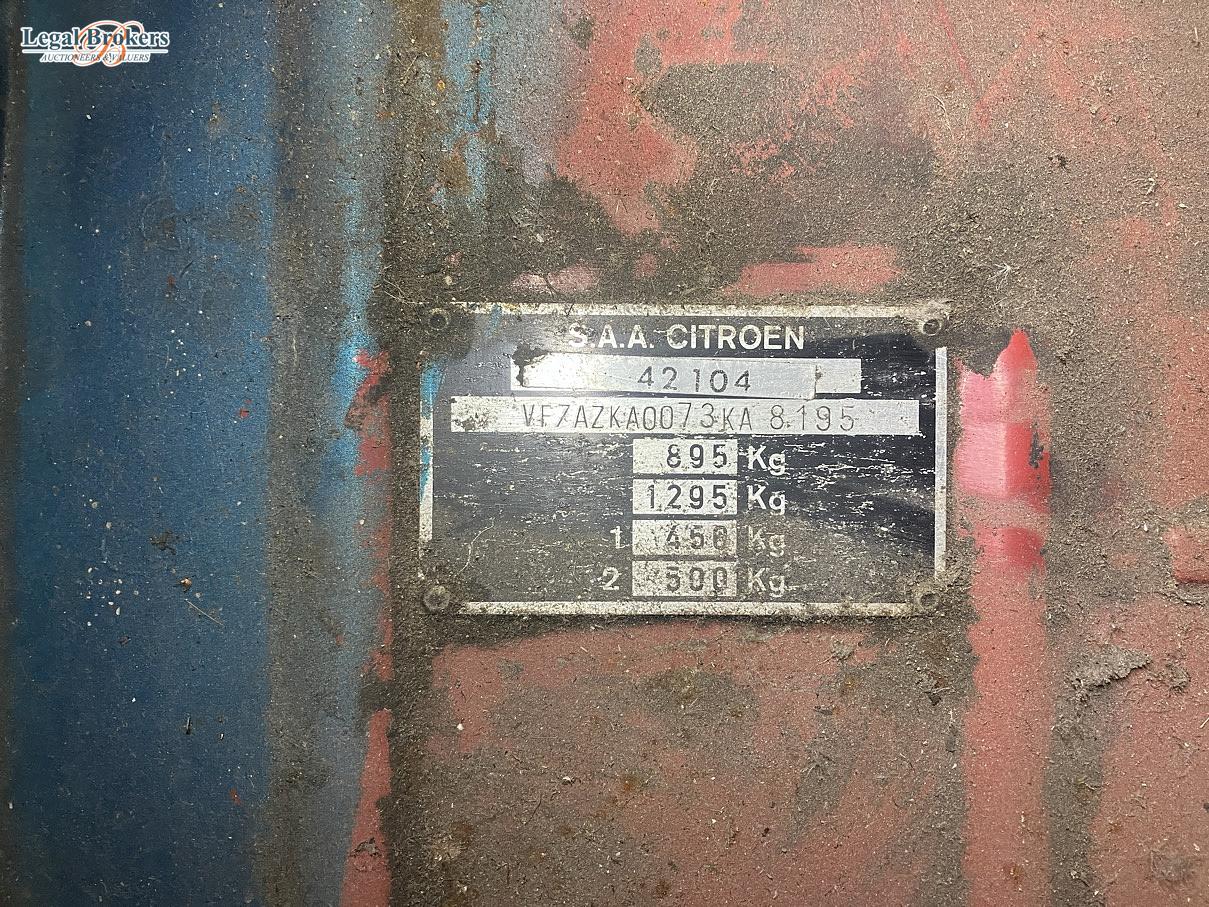 Legal Brokers
AUCTIONEERS & VALUERS
S.A.A. CITROEN
42104
VF7AZKA0073KA 8195
895 Kg
1295 Kg
1 450 Kg
2 500 Kg